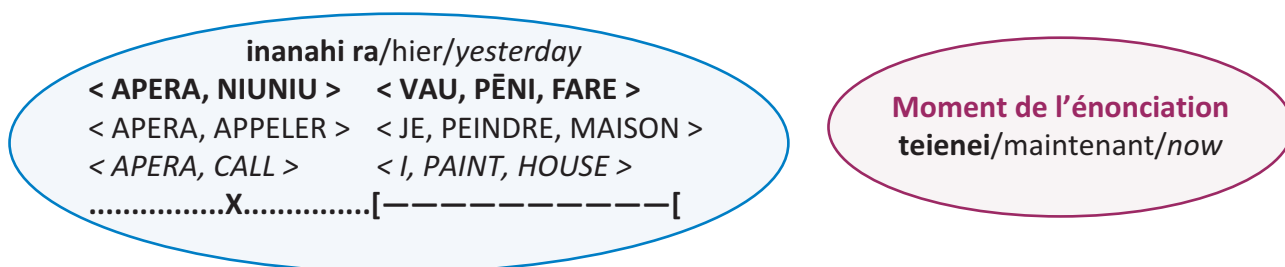 inanahi ra/hier/yesterday
< APERA, NIUNIU > < VAU, PĒNI, FARE >
< APERA, APPELER > < JE, PEINDRE, MAISON >
< APERA, CALL > < I, PAINT, HOUSE >
................X...............[———————————[
Moment de l’énonciation
teienei/maintenant/now